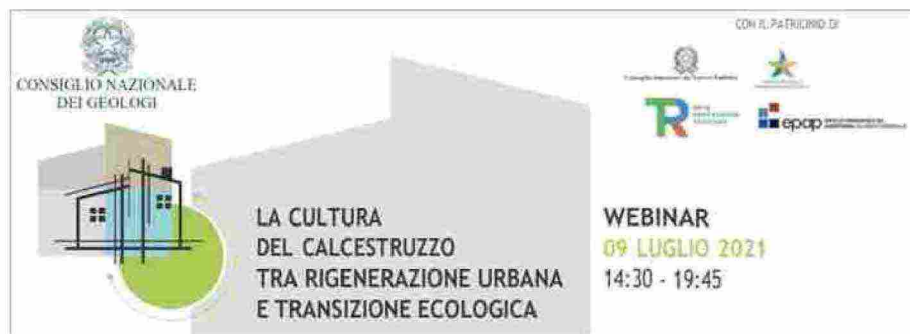 CON IL PATRICINIO DI
CONSIGLIO NAZIONALE
DEI GEOLOGI
epap
LA CULTURA
DEL CALCESTRUZZO
TRA RIGENERAZIONE URBANA
E TRANSIZIONE ECOLOGICA
WEBINAR
09 LUGLIO 2021
14:30 - 19:45